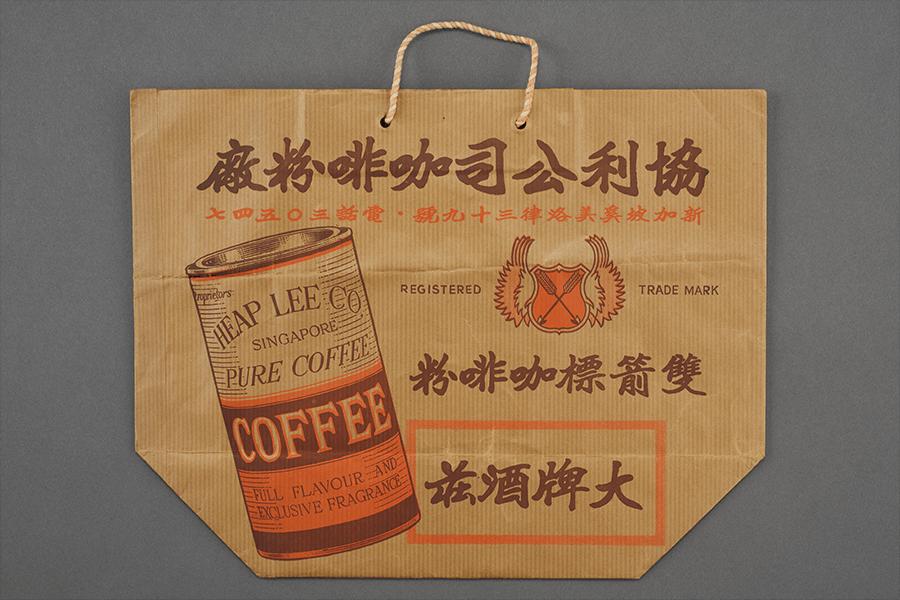 協利公司咖啡粉廠
新加坡奚美洛律三十九號·電話三〇五四七
Proprietors
HEAP LEE CO
SINGAPORE
PURE COFFEE
COFFEE
FULL FLAVOUR AND
EXCLUSIVE FRAGRANCE
REGISTERED TRADE MARK
雙箭標咖啡粉
大牌酒莊